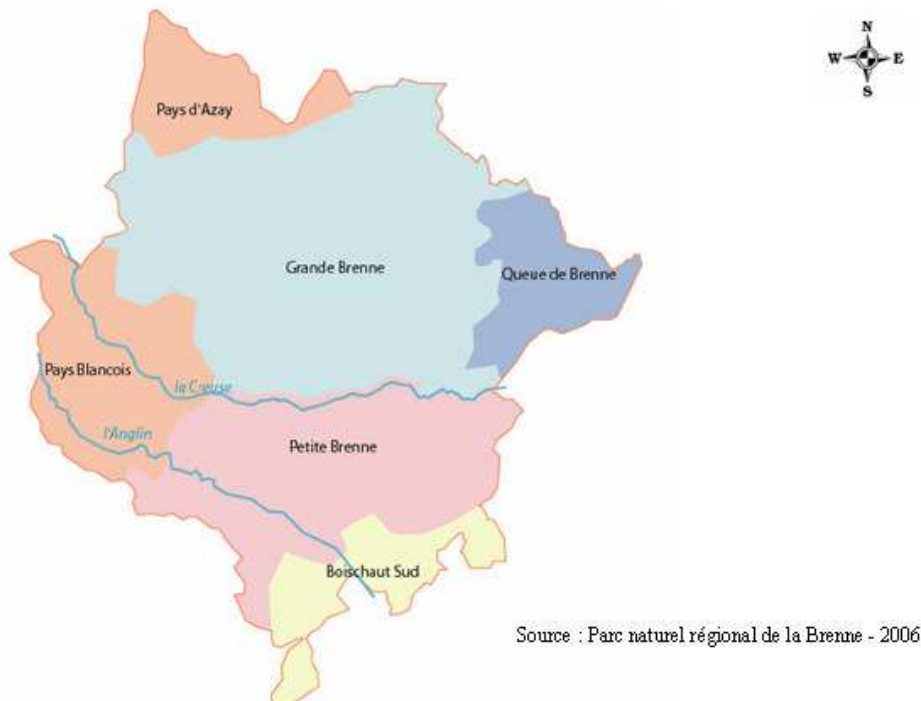 N
W E
S
Pays d'Azay
Grande Brenne
Queue de Brenne
Pays Blancois
la Creuse
l'Anglin
Petite Brenne
Boischaut Sud
Source : Parc naturel régional de la Brenne - 2006